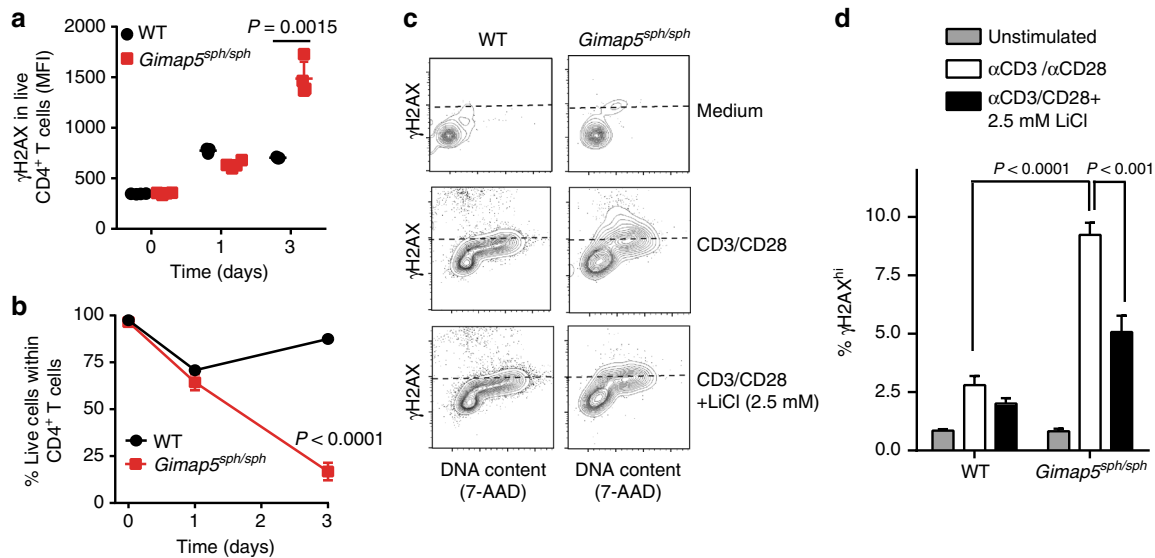 a
P = 0.0015
WT
Gimap5sph/sph
γH2AX in live
CD4+ T cells (MFI)
2000
1500
1000
500
0
0
1
3
Time (days)
b
% Live cells within
CD4+ T cells
100
75
50
25
0
WT
Gimap5sph/sph
P < 0.0001
0
1
2
3
Time (days)
c
WT
Gimap5sph/sph
γH2AX
Medium
γH2AX
CD3/CD28
γH2AX
CD3/CD28
+LiCl (2.5 mM)
DNA content
(7-AAD)
DNA content
(7-AAD)
d
Unstimulated
αCD3 /αCD28
αCD3/CD28+
2.5 mM LiCl
P < 0.0001
P < 0.001
% γH2AXhi
10.0
7.5
5.0
2.5
0.0
WT
Gimap5sph/sph